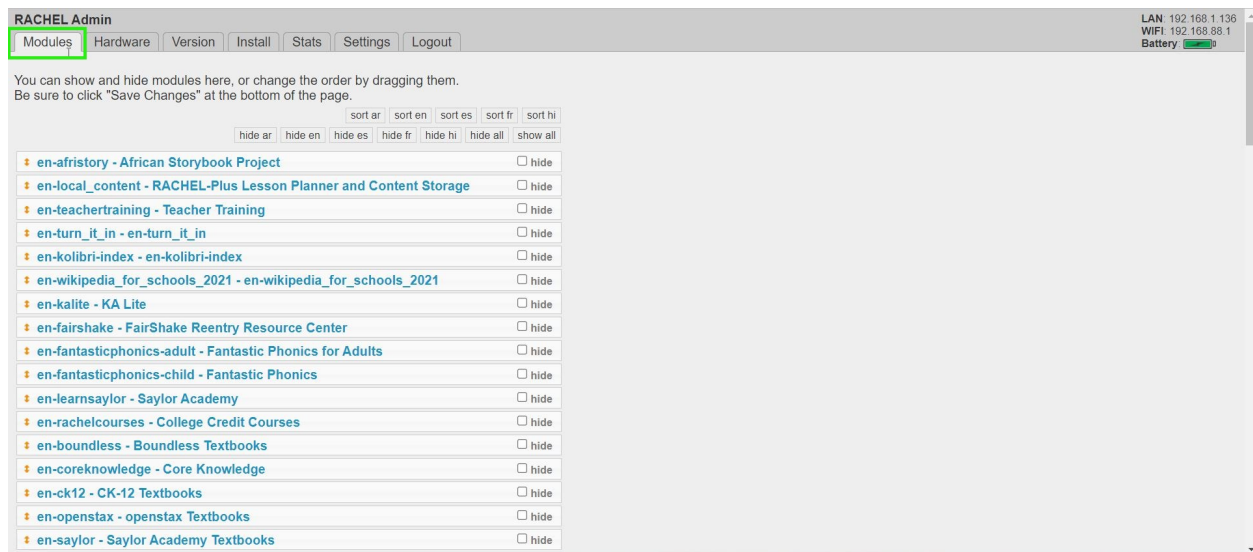 RACHEL Admin
LAN: 192.168.1.136
WIFI: 192.168.88.1
Battery:
Modules Hardware Version Install Stats Settings Logout
You can show and hide modules here, or change the order by dragging them.
Be sure to click "Save Changes" at the bottom of the page.
sort ar sort en sort es sort fr sort hi
hide ar hide en hide es hide fr hide hi hide all show all
en-afristory - African Storybook Project hide
en-local_content - RACHEL-Plus Lesson Planner and Content Storage hide
en-teachertraining - Teacher Training hide
en-turn_it_in - en-turn_it_in hide
en-kolibri-index - en-kolibri-index hide
en-wikipedia_for_schools_2021 - en-wikipedia_for_schools_2021 hide
en-kalite - KA Lite hide
en-fairshake - FairShake Reentry Resource Center hide
en-fantasticphonics-adult - Fantastic Phonics for Adults hide
en-fantasticphonics-child - Fantastic Phonics hide
en-learnsaylor - Saylor Academy hide
en-rachelcourses - College Credit Courses hide
en-boundless - Boundless Textbooks hide
en-coreknowledge - Core Knowledge hide
en-ck12 - CK-12 Textbooks hide
en-openstax - openstax Textbooks hide
en-saylor - Saylor Academy Textbooks hide